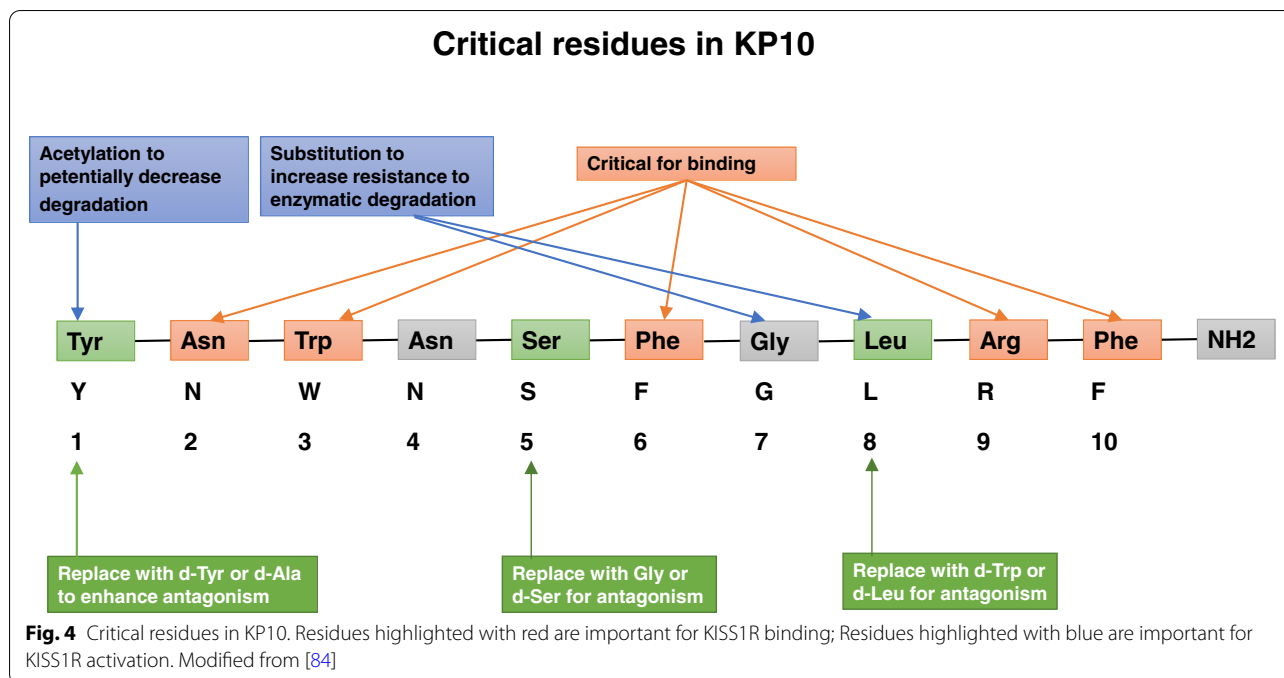 Critical residues in KP10
Acetylation to
petentially decrease
degradation
Substitution to
increase resistance to
enzymatic degradation
Critical for binding
Tyr Asn Trp Asn Ser Phe Gly Leu Arg Phe NH2
Y N W N S F G L R F
1 2 3 4 5 6 7 8 9 10
Replace with d-Tyr or d-Ala
to enhance antagonism
Replace with Gly or
d-Ser for antagonism
Replace with d-Trp or
d-Leu for antagonism
Fig. 4 Critical residues in KP10. Residues highlighted with red are important for KISS1R binding; Residues highlighted with blue are important for
KISS1R activation. Modified from [84]